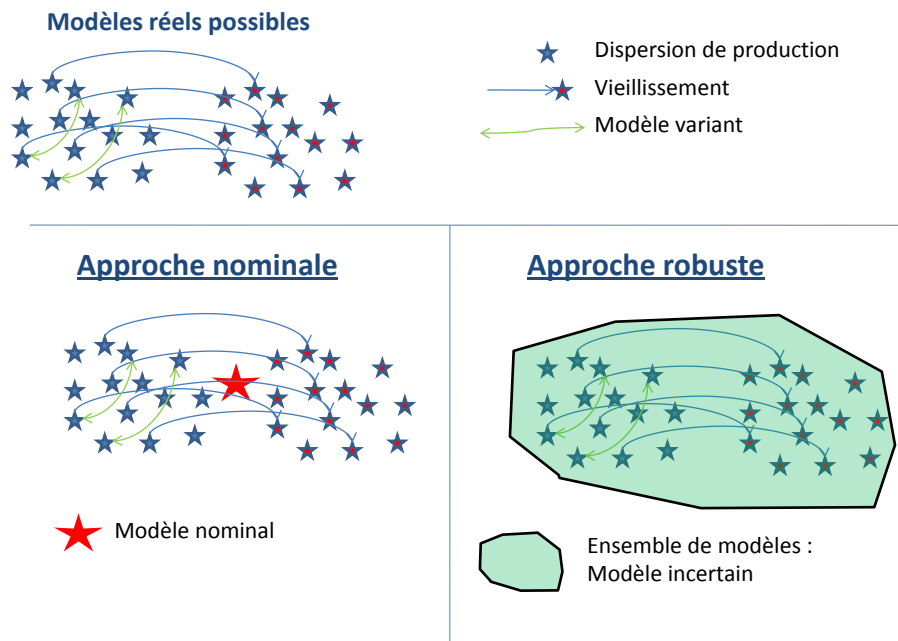 Modèles réels possibles
Dispersion de production
Vieillissement
Modèle variant
Approche nominale
Approche robuste
Modèle nominal
Ensemble de modèles :
Modèle incertain